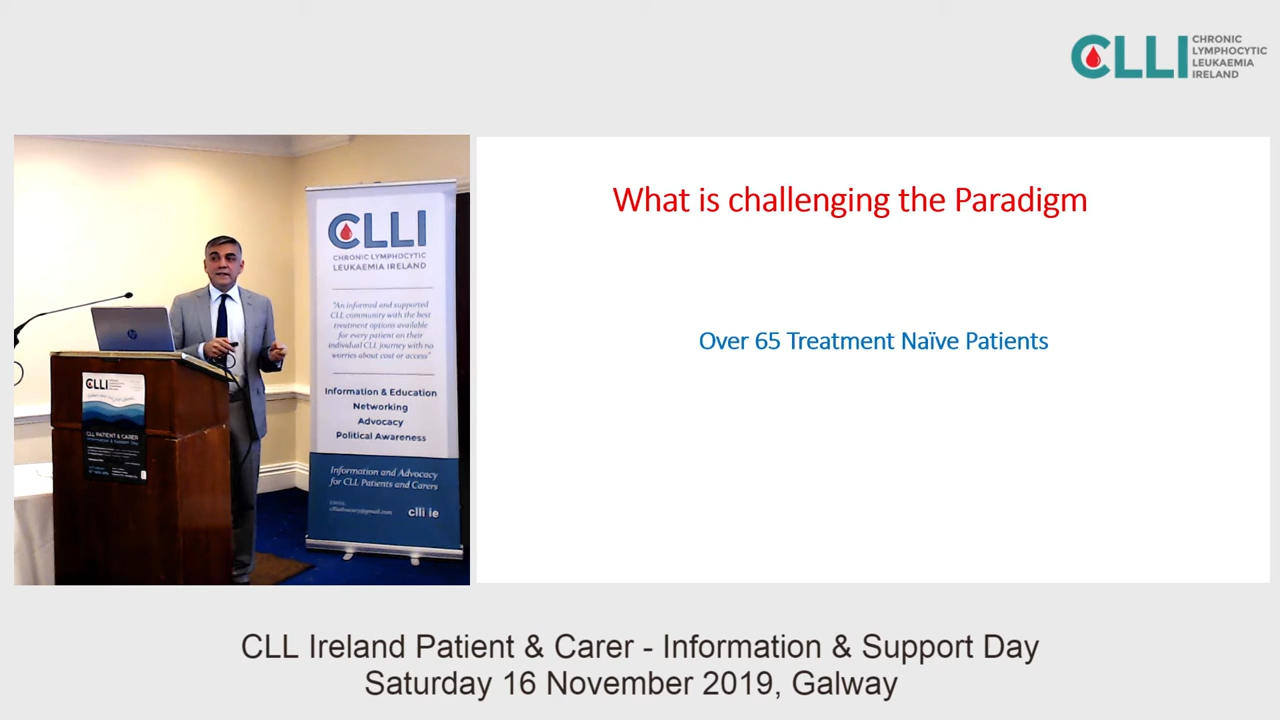 CLLI
CHRONIC
LYMPHOCYTIC
LEUKAEMIA
IRELAND
CLLI
CHRONIC LYMPHOCYTIC
LEUKAEMIA IRELAND
"An informed and supported
CLL community with the best
treatment options available
for every patient on their
individual CLL journey with no
worries about cost or access"
Information & Education
Networking
Advocacy
Political Awareness
Information and Advocacy
for CLL Patients and Carers
clli ie
hp
CLLI
CLL PATIENT & CARER
What is challenging the Paradigm
Over 65 Treatment Naïve Patients
CLL Ireland Patient & Carer - Information & Support Day
Saturday 16 November 2019, Galway